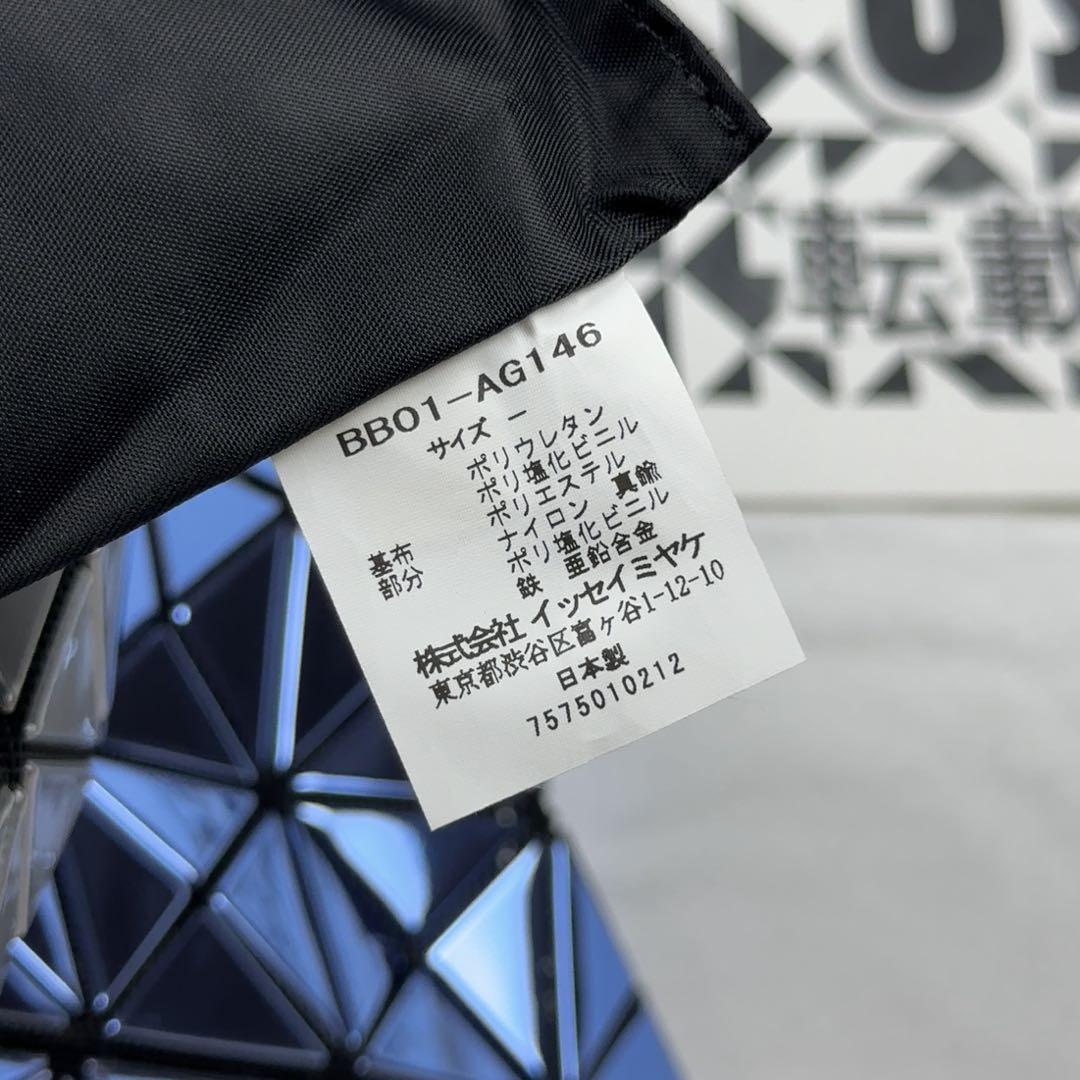 転載
BB01-AG146
サイズ ー
ポリウレタン
ポリ塩化ビニル
ポリエステル
ナイロン 真鍮
基布 ポリ塩化ビニル
部分 鉄 亜鉛合金
株式会社 イッセイミヤケ
東京都渋谷区富ヶ谷1-12-10
日本製
7575010212